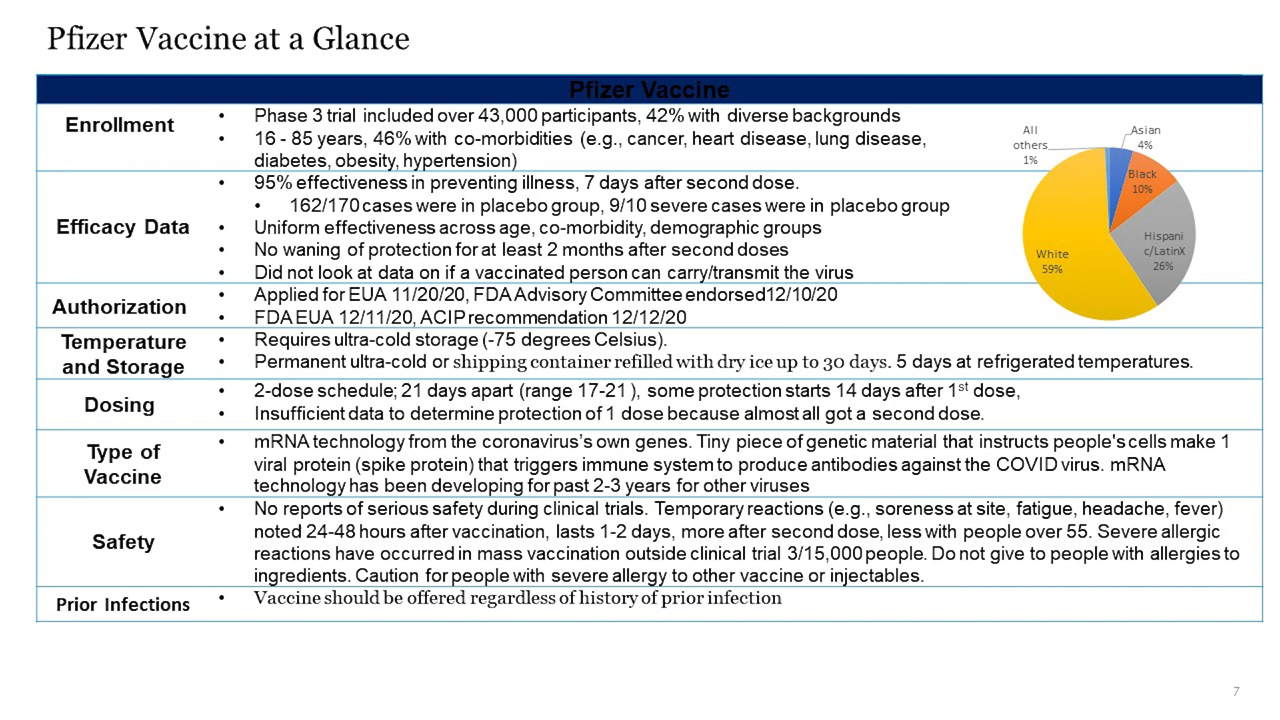 Pfizer Vaccine at a Glance
Pfizer Vaccine
Enrollment
• Phase 3 trial included over 43,000 participants, 42% with diverse backgrounds
• 16 - 85 years, 46% with co-morbidities (e.g., cancer, heart disease, lung disease,
diabetes, obesity, hypertension)
All
others
1%
Asian
4%
Black
10%
Hispani
c/LatinX
26%
White
59%
Efficacy Data
• 95% effectiveness in preventing illness, 7 days after second dose.
• 162/170 cases were in placebo group, 9/10 severe cases were in placebo group
• Uniform effectiveness across age, co-morbidity, demographic groups
• No waning of protection for at least 2 months after second doses
• Did not look at data on if a vaccinated person can carry/transmit the virus
Authorization
• Applied for EUA 11/20/20, FDA Advisory Committee endorsed12/10/20
• FDA EUA 12/11/20, ACIP recommendation 12/12/20
Temperature
and Storage
• Requires ultra-cold storage (-75 degrees Celsius).
• Permanent ultra-cold or shipping container refilled with dry ice up to 30 days. 5 days at refrigerated temperatures.
Dosing
• 2-dose schedule; 21 days apart (range 17-21 ), some protection starts 14 days after 1st dose,
• Insufficient data to determine protection of 1 dose because almost all got a second dose.
Type of
Vaccine
• mRNA technology from the coronavirus's own genes. Tiny piece of genetic material that instructs people's cells make 1
viral protein (spike protein) that triggers immune system to produce antibodies against the COVID virus. mRNA
technology has been developing for past 2-3 years for other viruses
Safety
• No reports of serious safety during clinical trials. Temporary reactions (e.g., soreness at site, fatigue, headache, fever)
noted 24-48 hours after vaccination, lasts 1-2 days, more after second dose, less with people over 55. Severe allergic
reactions have occurred in mass vaccination outside clinical trial 3/15,000 people. Do not give to people with allergies to
ingredients. Caution for people with severe allergy to other vaccine or injectables.
Prior Infections
• Vaccine should be offered regardless of history of prior infection
7